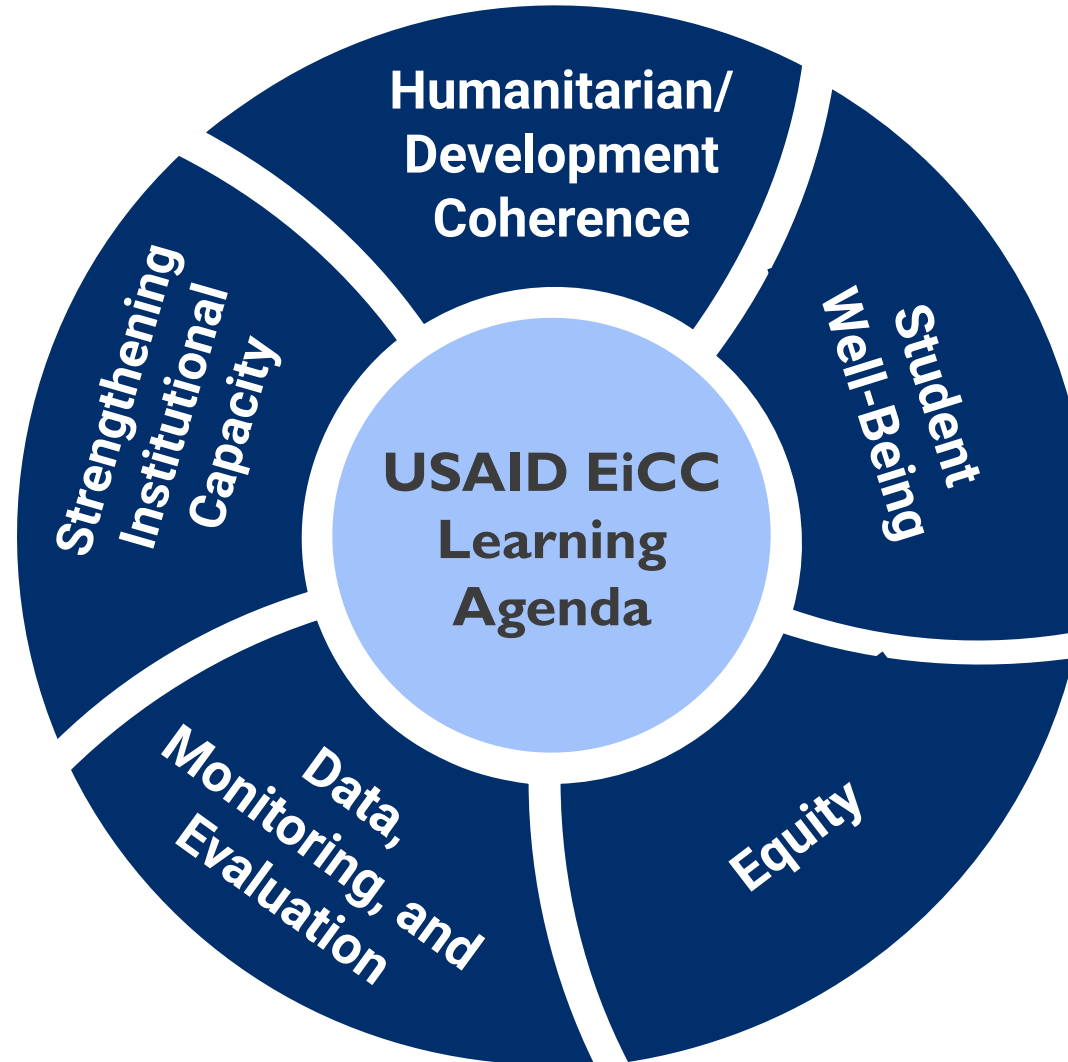 Humanitarian/
Development
Coherence
Student
Well-Being
Equity
Data,
Monitoring, and
Evaluation
Strengthening
Institutional
Capacity
USAID EiCC
Learning
Agenda